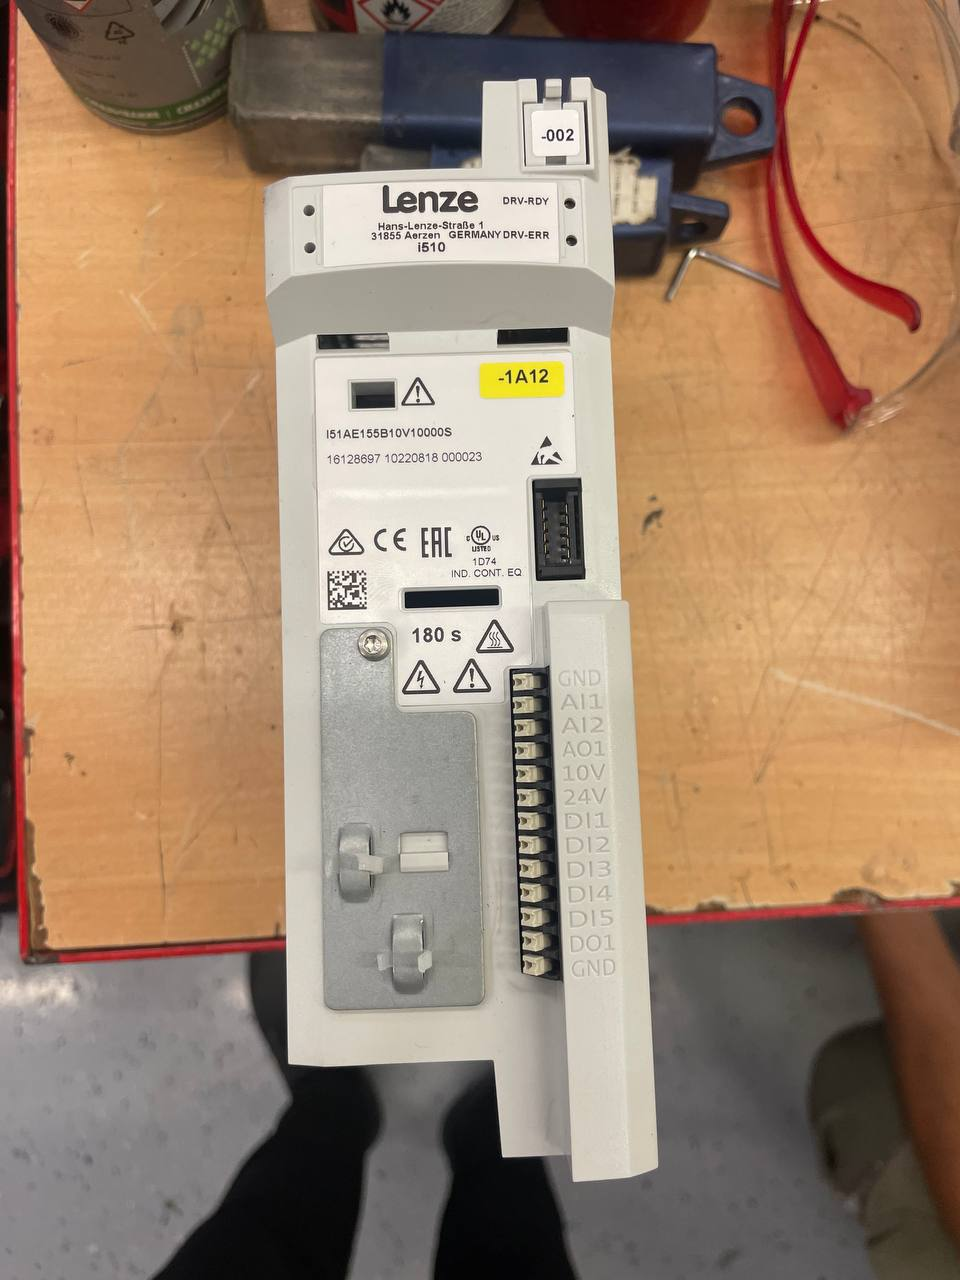 -002
Lenze
DRV-RDY
Hans-Lenze-Straße 1
31855 Aerzen GERMANY DRV-ERR
i510
-1A12
I51AE155B10V10000S
16128697 10220818 000023
CE EAC C UL US
LISTED
1D74
IND. CONT. EQ
180 s
GND
AI1
AI2
AO1
10V
24V
DI1
DI2
DI3
DI4
DI5
DO1
GND